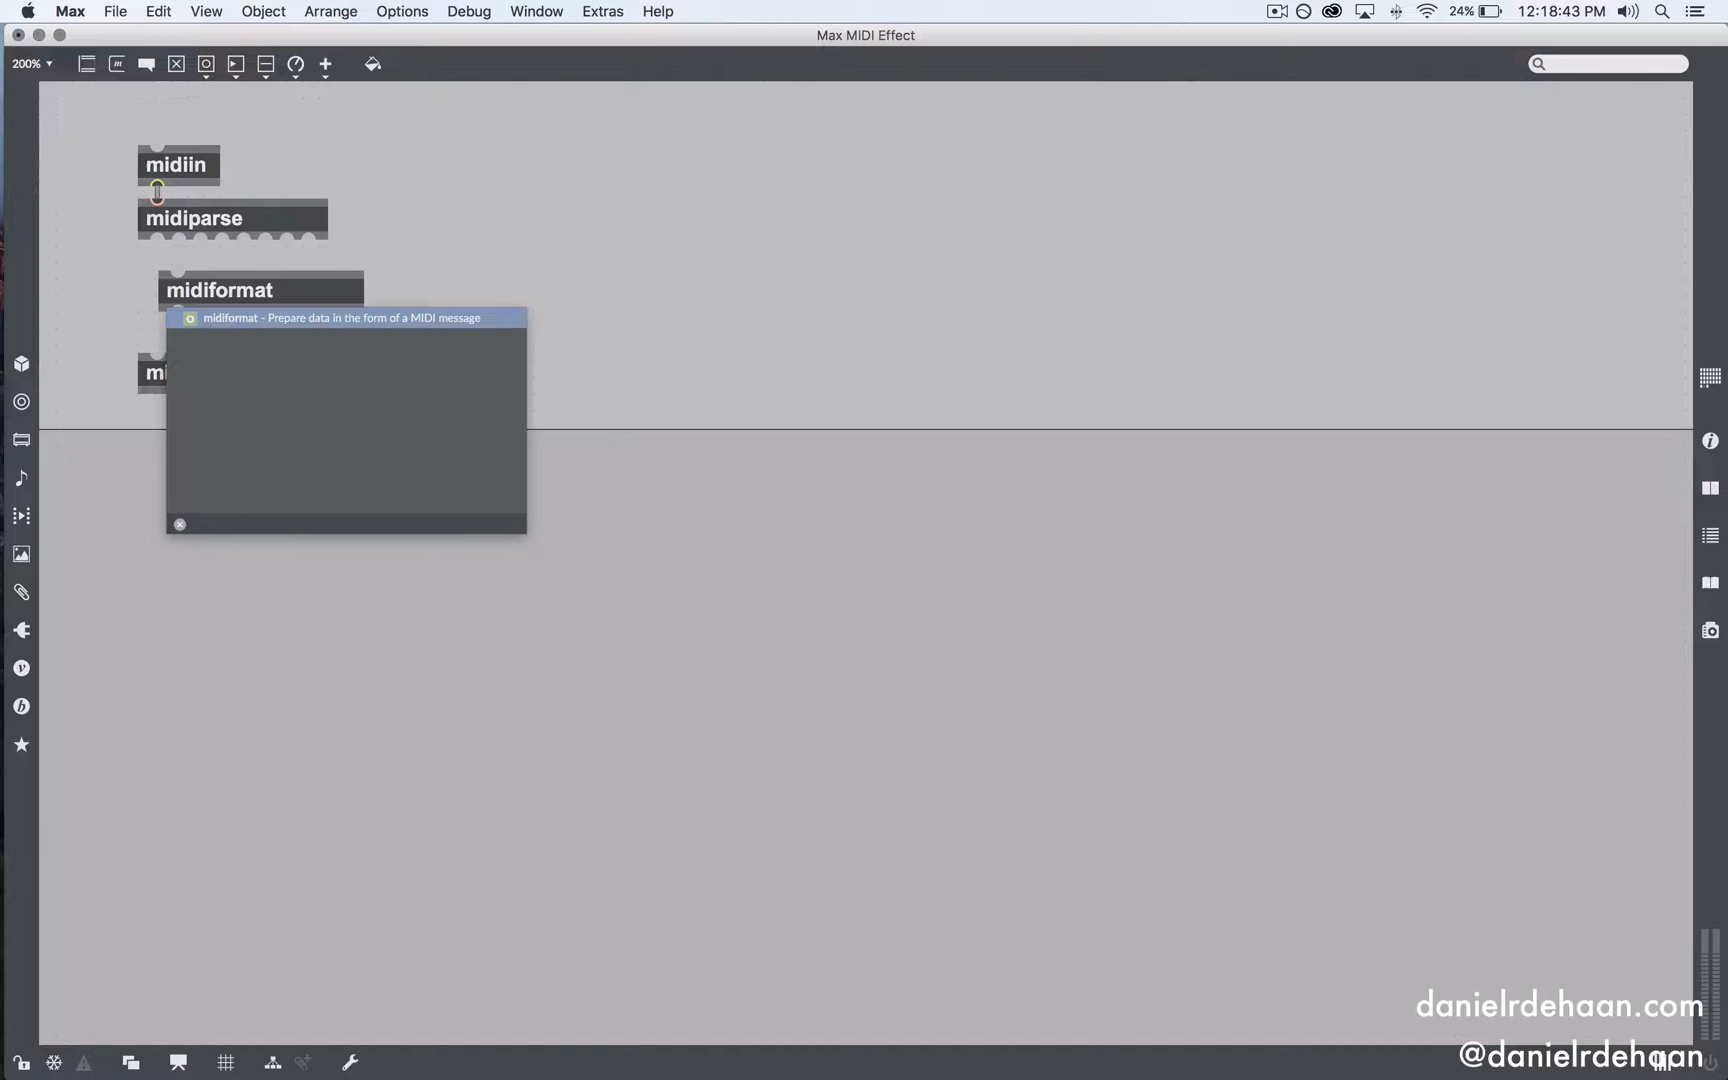 Max File Edit View Object Arrange Options Debug Window Extras Help 24% 12:18:43 PM
Max MIDI Effect
200%
midiin
midiparse
midiformat
midiformat - Prepare data in the form of a MIDI message
mi
danielrdehaan.com
@danielrdehaan